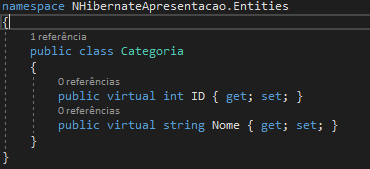 namespace NHibernateApresentacao.Entities
{
1 referência
public class Categoria
{
0 referências
public virtual int ID { get; set; }
0 referências
public virtual string Nome { get; set; }
}
}